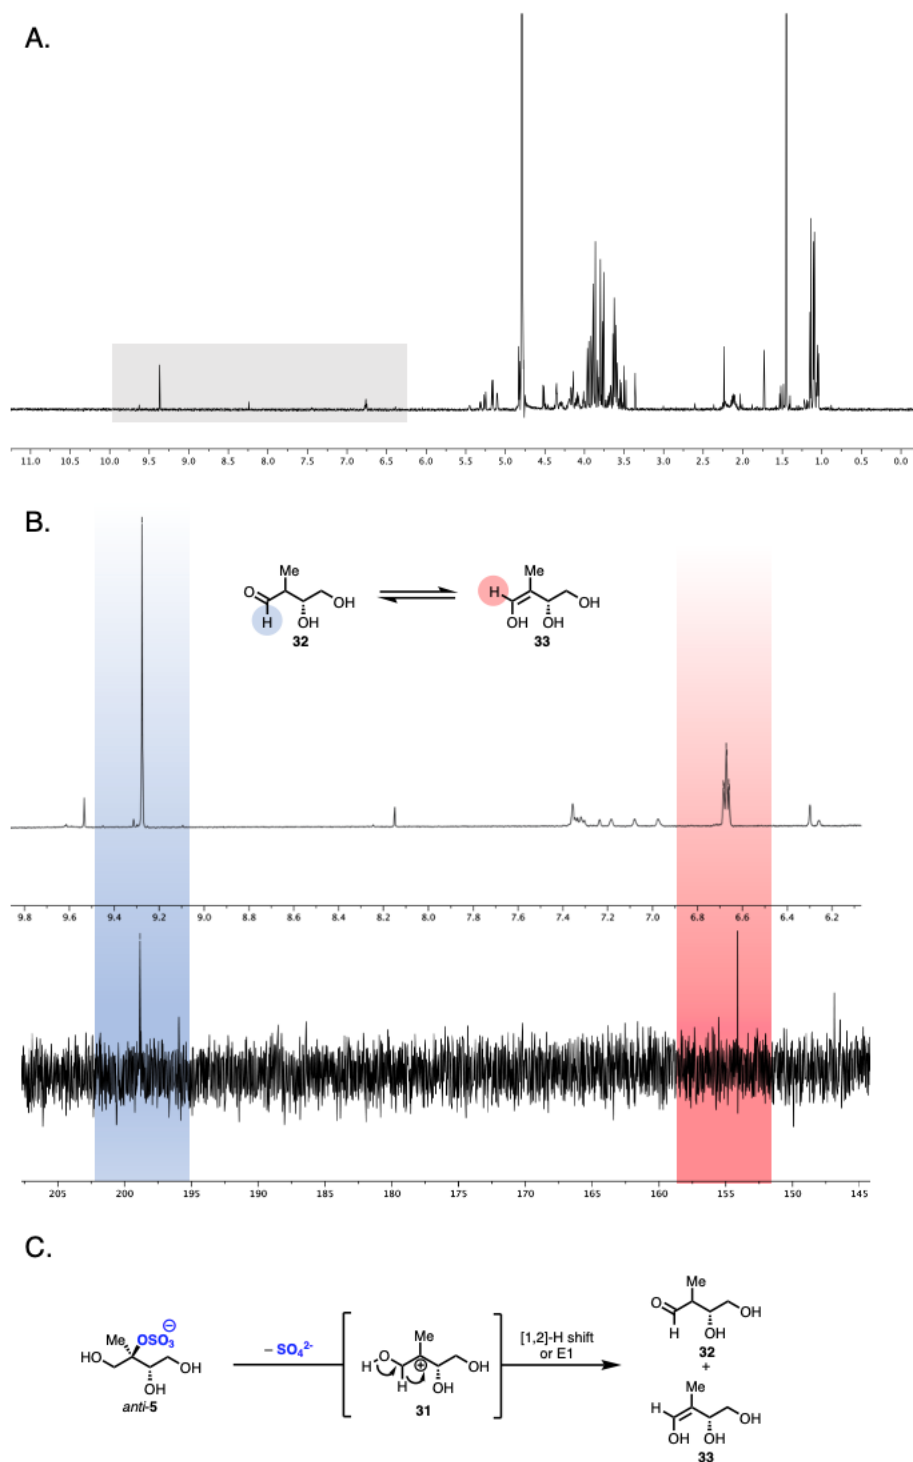 A.
11.0 10.5 10.0 9.5 9.0 8.5 8.0 7.5 7.0 6.5 6.0 5.5 5.0 4.5 4.0 3.5 3.0 2.5 2.0 1.5 1.0 0.5 0.0
B.
Me
O
H
OH
OH
32
Me
H
OH
OH
OH
33
9.8 9.6 9.4 9.2 9.0 8.8 8.6 8.4 8.2 8.0 7.8 7.6 7.4 7.2 7.0 6.8 6.6 6.4 6.2
205 200 195 190 185 180 175 170 165 160 155 150 145
C.
Me OSO₃ ⊖
HO
OH
OH
anti-5
– SO₄²⁻
Me
HO
⊕
H
OH
OH
31
[1,2]-H shift
or E1
Me
O
H
OH
OH
32
+
Me
H
OH
OH
OH
33